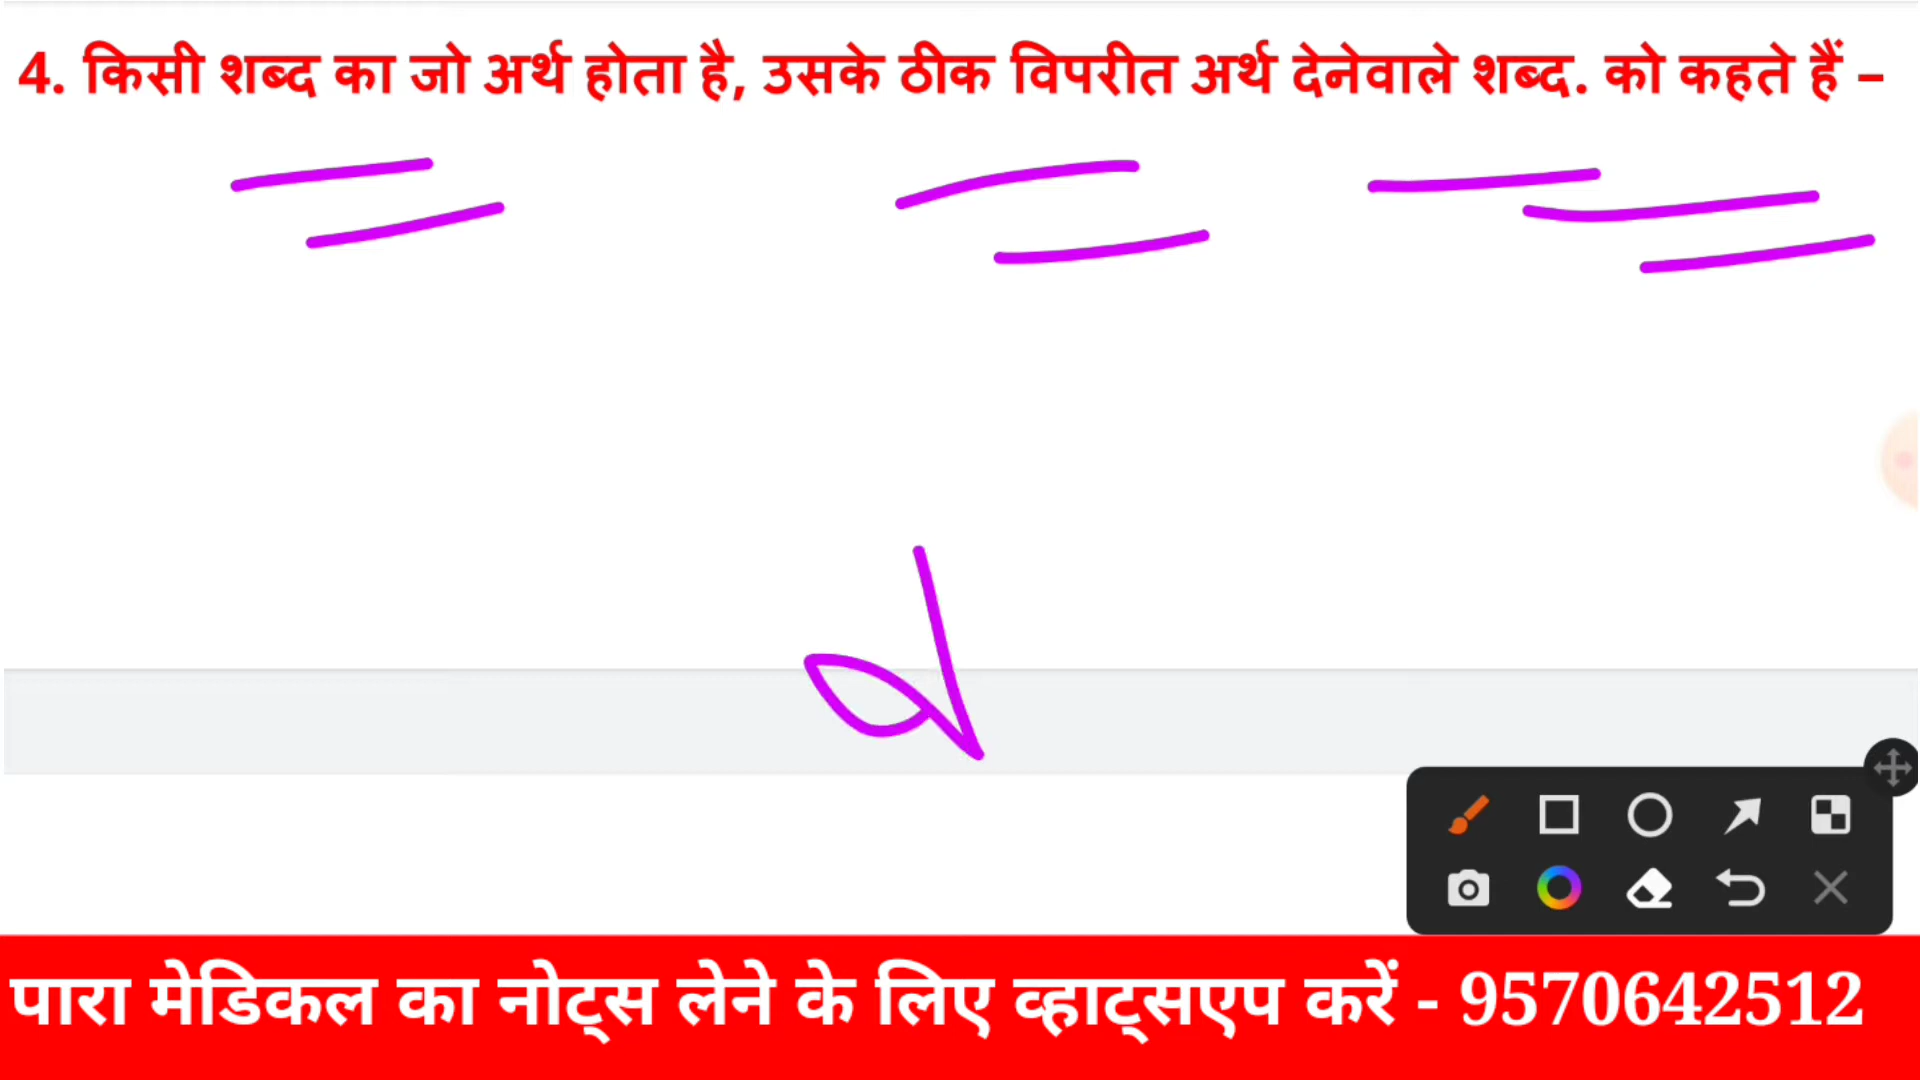 4. किसी शब्द का जो अर्थ होता है, उसके ठीक विपरीत अर्थ देनेवाले शब्द. को कहते हैं –
पारा मेडिकल का नोट्स लेने के लिए व्हाट्सएप करें - 9570642512